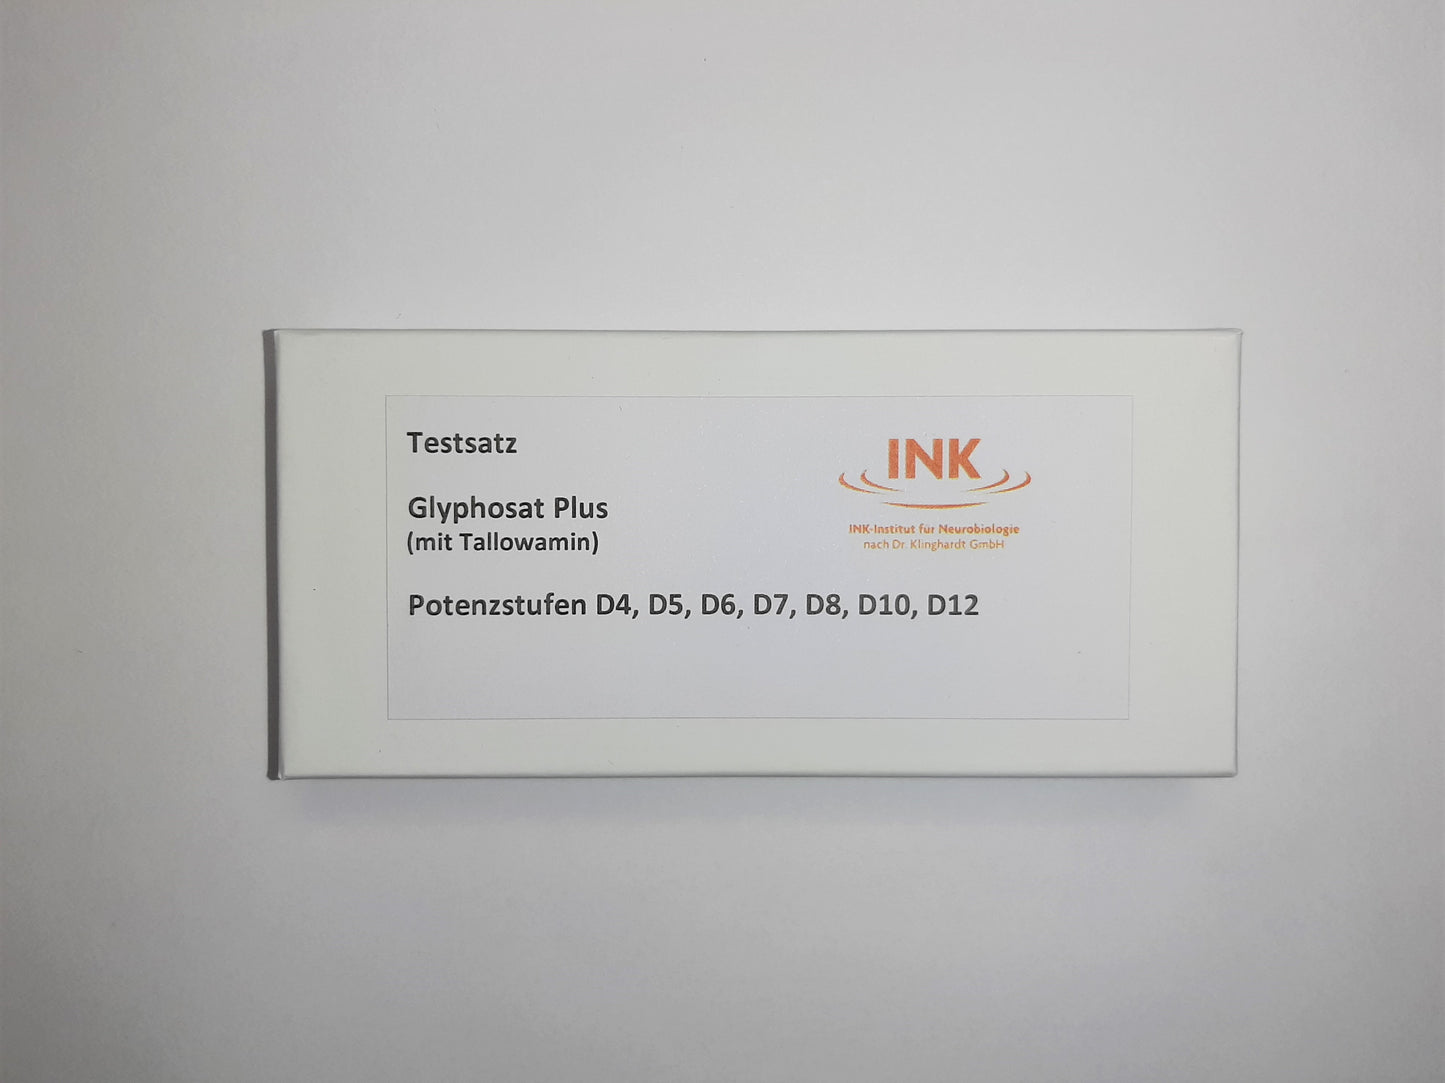 Testsatz
Glyphosat Plus
(mit Tallowamin)
Potenzstufen D4, D5, D6, D7, D8, D10, D12
INK
INK-Institut für Neurobiologie
nach Dr. Klinghardt GmbH